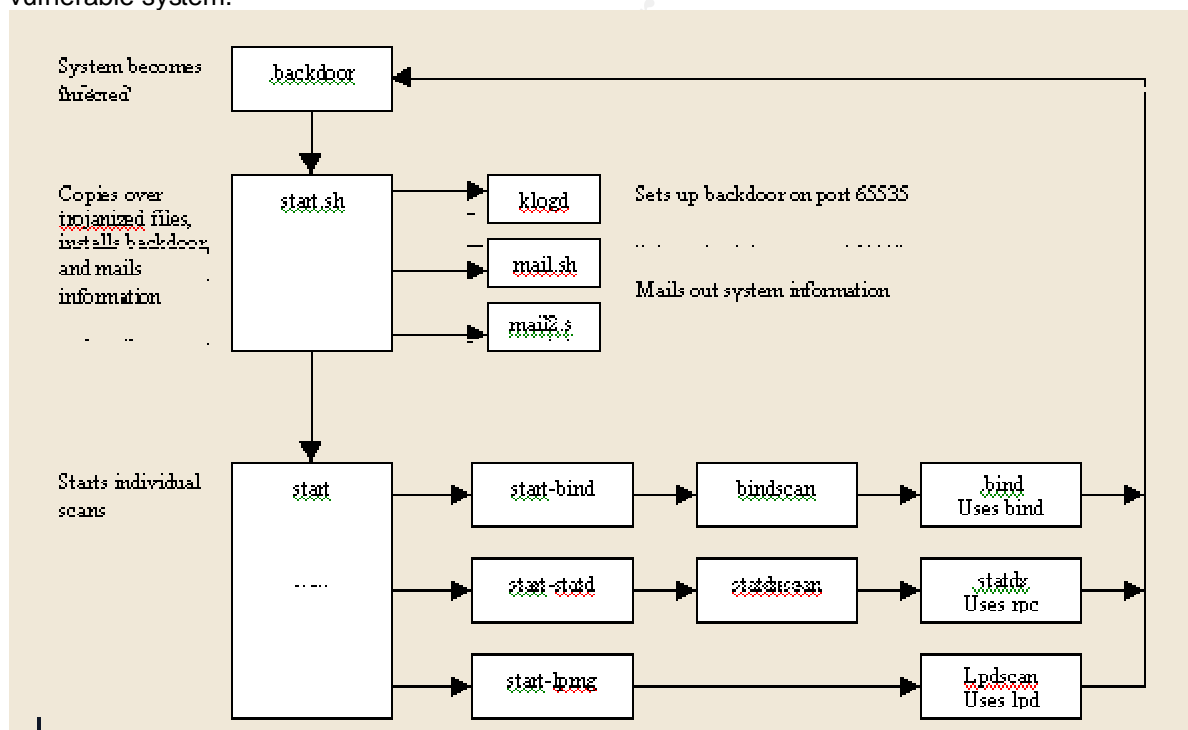 vulnerable system.
System becomes
'Infected'
.backdoor
Copies over
trojanized files,
installs backdoor,
and mails
information
start.sh
klogd
Sets up backdoor on port 65535
mail.sh
Mails out system information
mail2.s
Starts individual
scans
start
start-bind
bindscan
.bind
Uses bind
start-statd
statdscan
statdx
Uses rpc
start-lpmg
Lpdscan
Uses lpd